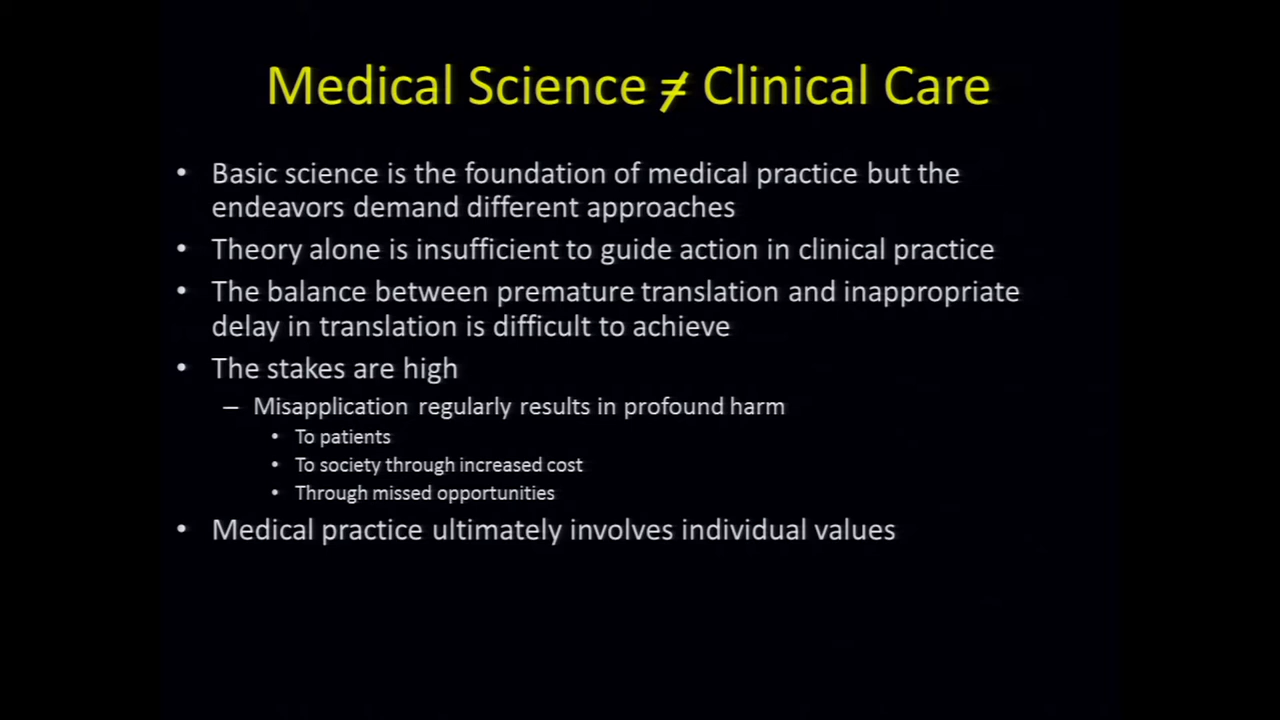 Medical Science ≠ Clinical Care
• Basic science is the foundation of medical practice but the
endeavors demand different approaches
• Theory alone is insufficient to guide action in clinical practice
• The balance between premature translation and inappropriate
delay in translation is difficult to achieve
• The stakes are high
– Misapplication regularly results in profound harm
• To patients
• To society through increased cost
• Through missed opportunities
• Medical practice ultimately involves individual values